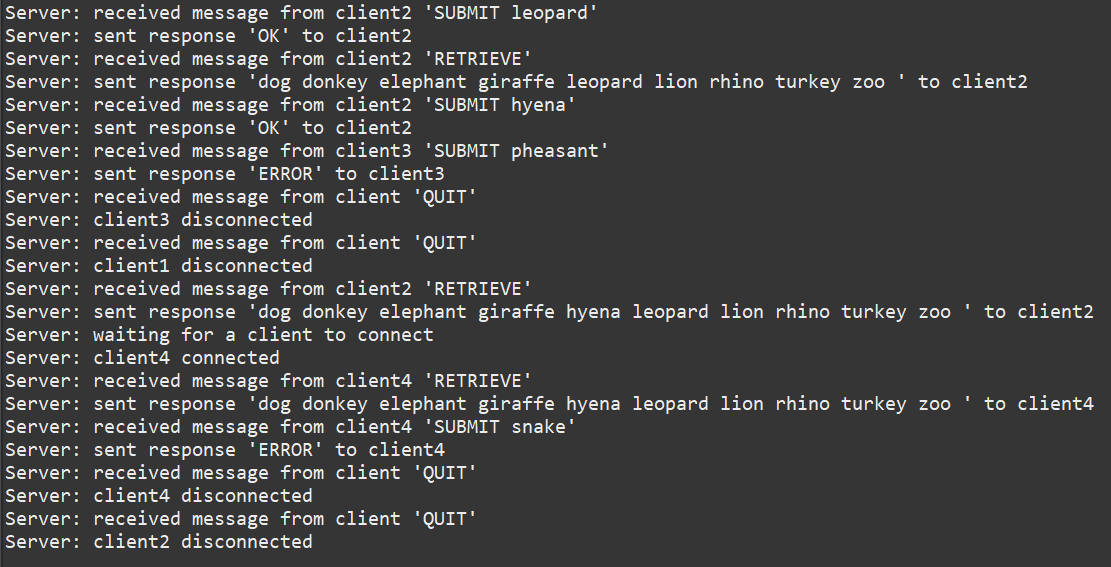 Server: received message from client2 'SUBMIT leopard'
Server: sent response 'OK' to client2
Server: received message from client2 'RETRIEVE'
Server: sent response 'dog donkey elephant giraffe leopard lion rhino turkey zoo ' to client2
Server: received message from client2 'SUBMIT hyena'
Server: sent response 'OK' to client2
Server: received message from client3 'SUBMIT pheasant'
Server: sent response 'ERROR' to client3
Server: received message from client 'QUIT'
Server: client3 disconnected
Server: received message from client 'QUIT'
Server: client1 disconnected
Server: received message from client2 'RETRIEVE'
Server: sent response 'dog donkey elephant giraffe hyena leopard lion rhino turkey zoo ' to client2
Server: waiting for a client to connect
Server: client4 connected
Server: received message from client4 'RETRIEVE'
Server: sent response 'dog donkey elephant giraffe hyena leopard lion rhino turkey zoo ' to client4
Server: received message from client4 'SUBMIT snake'
Server: sent response 'ERROR' to client4
Server: received message from client 'QUIT'
Server: client4 disconnected
Server: received message from client 'QUIT'
Server: client2 disconnected